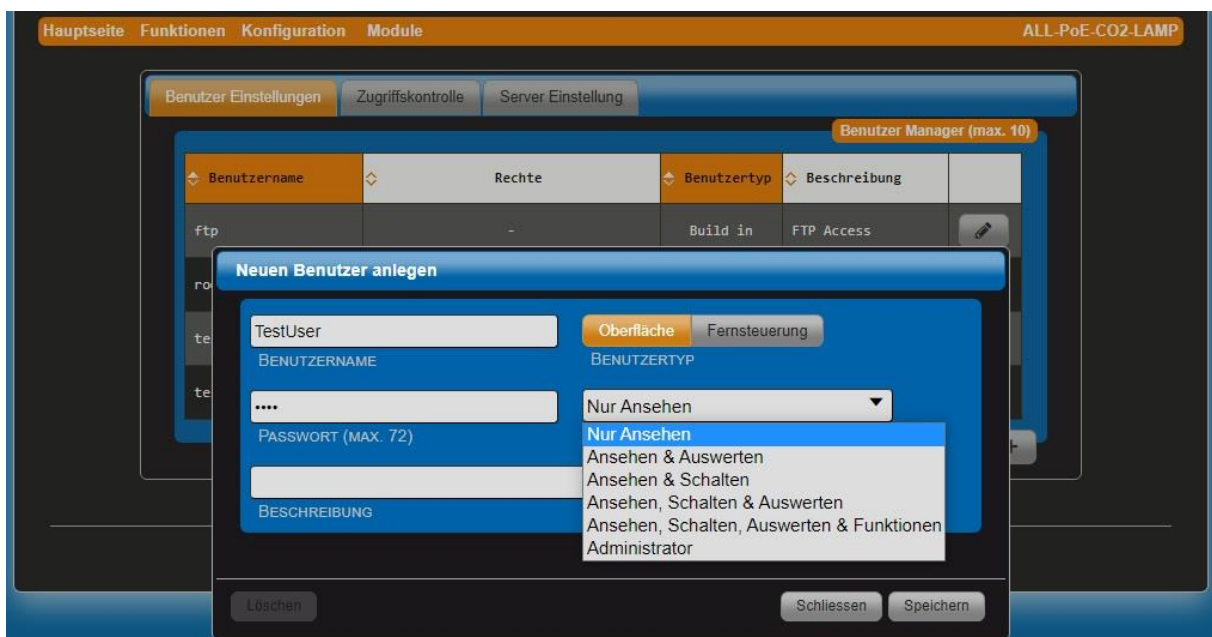 Hauptseite Funktionen Konfiguration Module ALL-PoE-CO2-LAMP
Benutzer Einstellungen Zugriffskontrolle Server Einstellung
Benutzer Manager (max. 10)
Benutzername Rechte Benutzertyp Beschreibung
ftp - Build in FTP Access
Neuen Benutzer anlegen
ro
te
te
TestUser Oberfläche Fernsteuerung
BENUTZERNAME BENUTZERTYP
•••• Nur Ansehen
PASSWORT (MAX. 72)
Nur Ansehen
Ansehen & Auswerten
Ansehen & Schalten
Ansehen, Schalten & Auswerten
BESCHREIBUNG
Ansehen, Schalten, Auswerten & Funktionen
Administrator
Löschen Schliessen Speichern